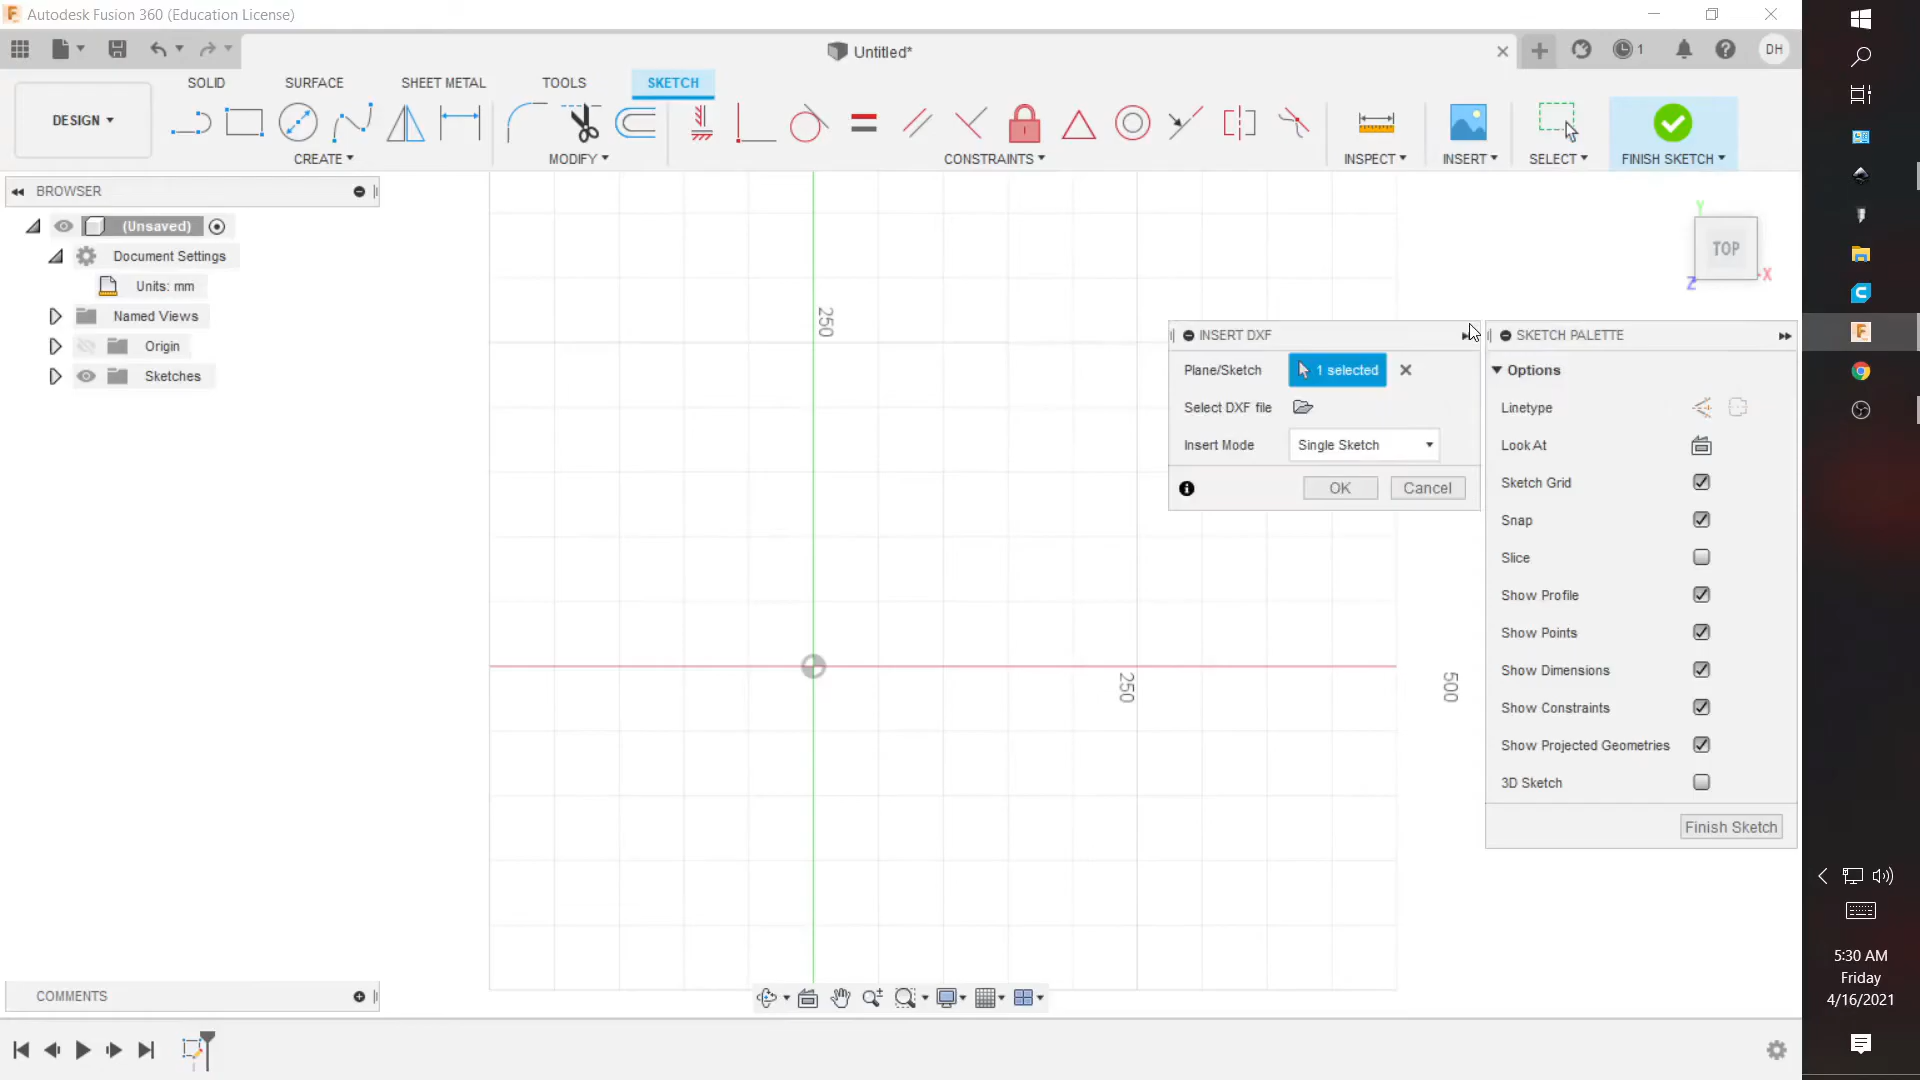 Autodesk Fusion 360 (Education License)
Untitled*
1
DH
SOLID
SURFACE
SHEET METAL
TOOLS
SKETCH
DESIGN
CREATE
MODIFY
CONSTRAINTS
INSPECT
INSERT
SELECT
FINISH SKETCH
BROWSER
(Unsaved)
Document Settings
Units: mm
Named Views
Origin
Sketches
TOP
Y
X
Z
250
250
500
INSERT DXF
Plane/Sketch
1 selected
Select DXF file
Insert Mode
Single Sketch
OK
Cancel
SKETCH PALETTE
Options
Linetype
Look At
Sketch Grid
Snap
Slice
Show Profile
Show Points
Show Dimensions
Show Constraints
Show Projected Geometries
3D Sketch
Finish Sketch
COMMENTS
5:30 AM
Friday
4/16/2021